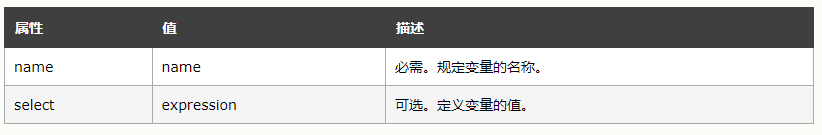 属性 值 描述
name name 必需。规定变量的名称。
select expression 可选。定义变量的值。